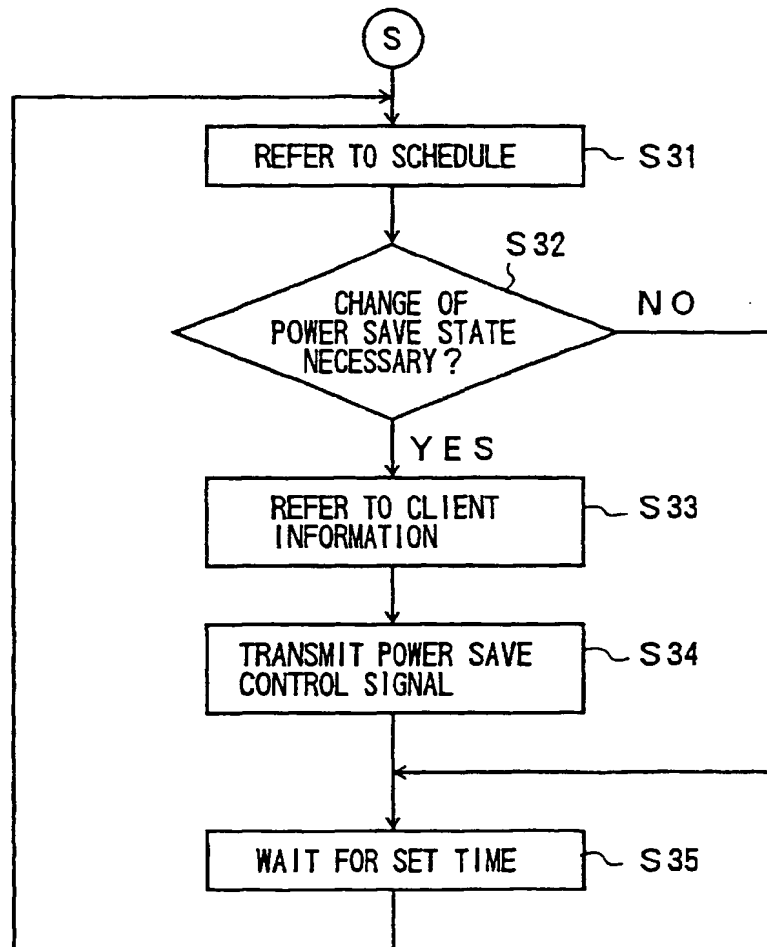 S
REFER TO SCHEDULE
S31
S32
CHANGE OF
POWER SAVE STATE
NECESSARY?
NO
YES
REFER TO CLIENT
INFORMATION
S33
TRANSMIT POWER SAVE
CONTROL SIGNAL
S34
WAIT FOR SET TIME
S35